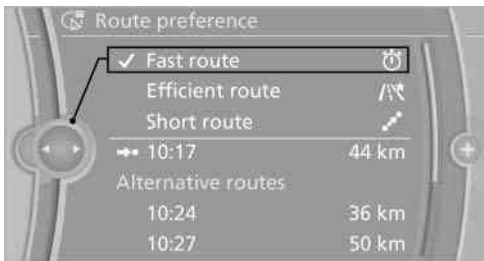 Route preference
Fast route
Efficient route
Short route
10:17 44 km
Alternative routes
10:24 36 km
10:27 50 km